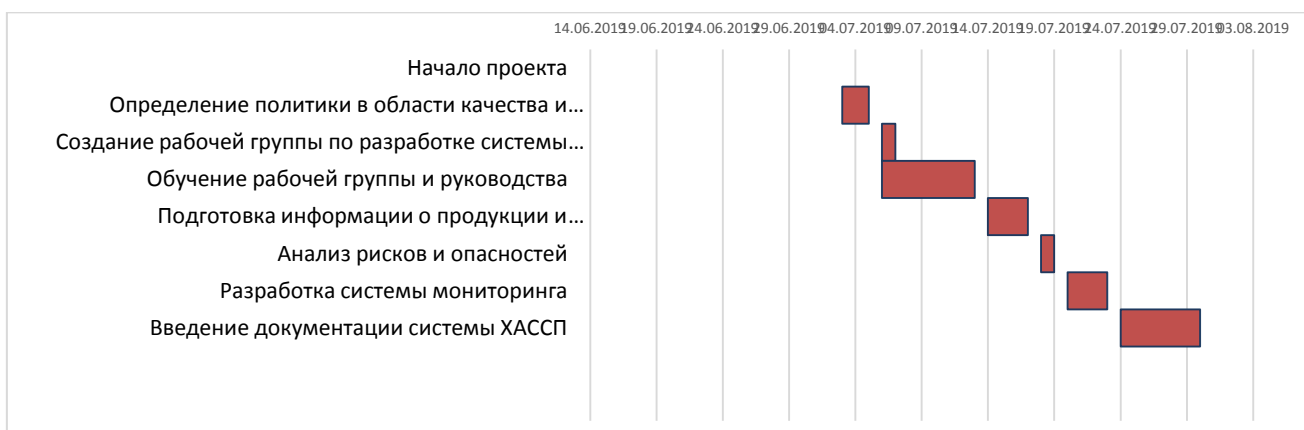 14.06.2019 19.06.2019 24.06.2019 29.06.2019 04.07.2019 09.07.2019 14.07.2019 19.07.2019 24.07.2019 29.07.2019 03.08.2019
Начало проекта
Определение политики в области качества и...
Создание рабочей группы по разработке системы...
Обучение рабочей группы и руководства
Подготовка информации о продукции и...
Анализ рисков и опасностей
Разработка системы мониторинга
Введение документации системы ХАССП